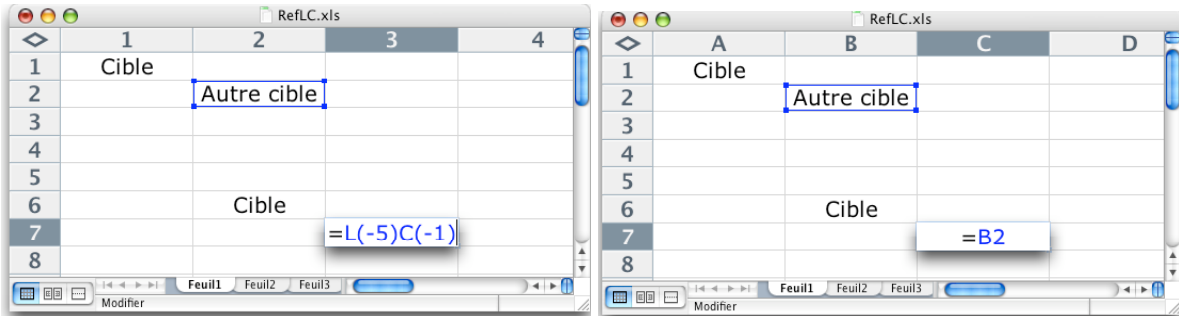 RefLC.xls
1 2 3 4
1 Cible
2 Autre cible
3
4
5
6 Cible
7 =L(-5)C(-1)
8
Feuil1 Feuil2 Feuil3
Modifier
RefLC.xls
A B C D
1 Cible
2 Autre cible
3
4
5
6 Cible
7 =B2
8
Feuil1 Feuil2 Feuil3
Modifier